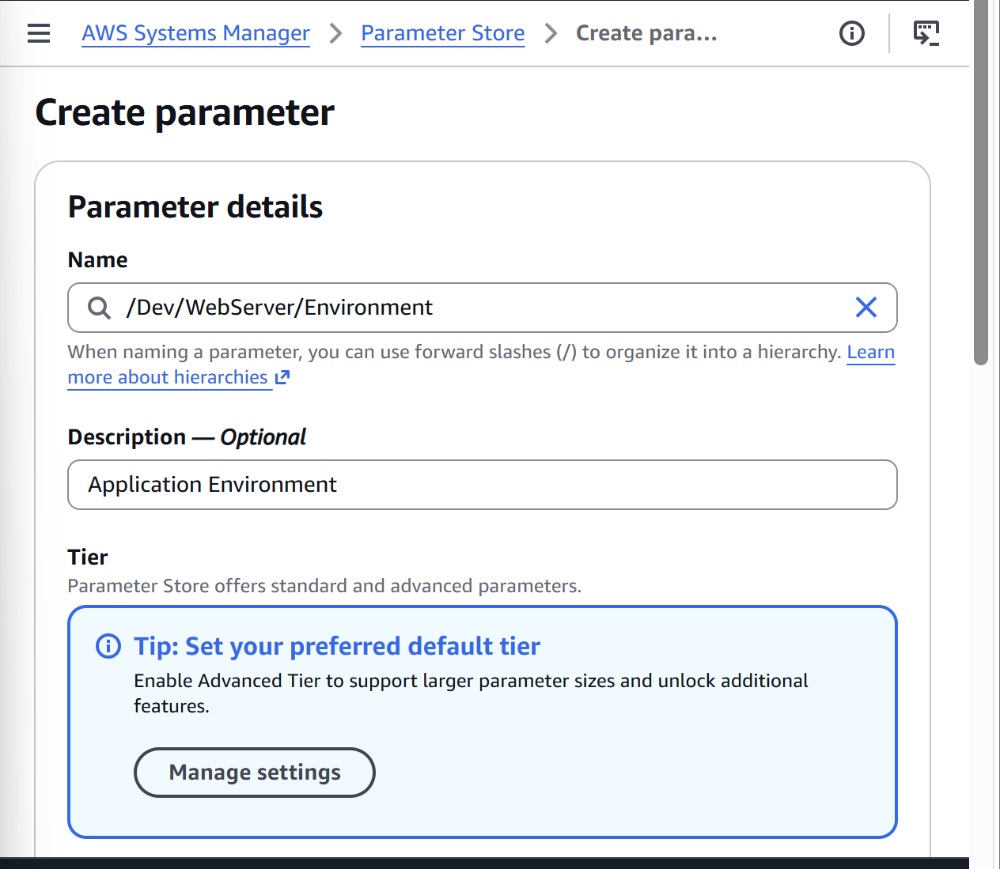 AWS Systems Manager > Parameter Store > Create para...
Create parameter
Parameter details
Name
/Dev/WebServer/Environment
When naming a parameter, you can use forward slashes (/) to organize it into a hierarchy. Learn
more about hierarchies
Description — Optional
Application Environment
Tier
Parameter Store offers standard and advanced parameters.
Tip: Set your preferred default tier
Enable Advanced Tier to support larger parameter sizes and unlock additional
features.
Manage settings